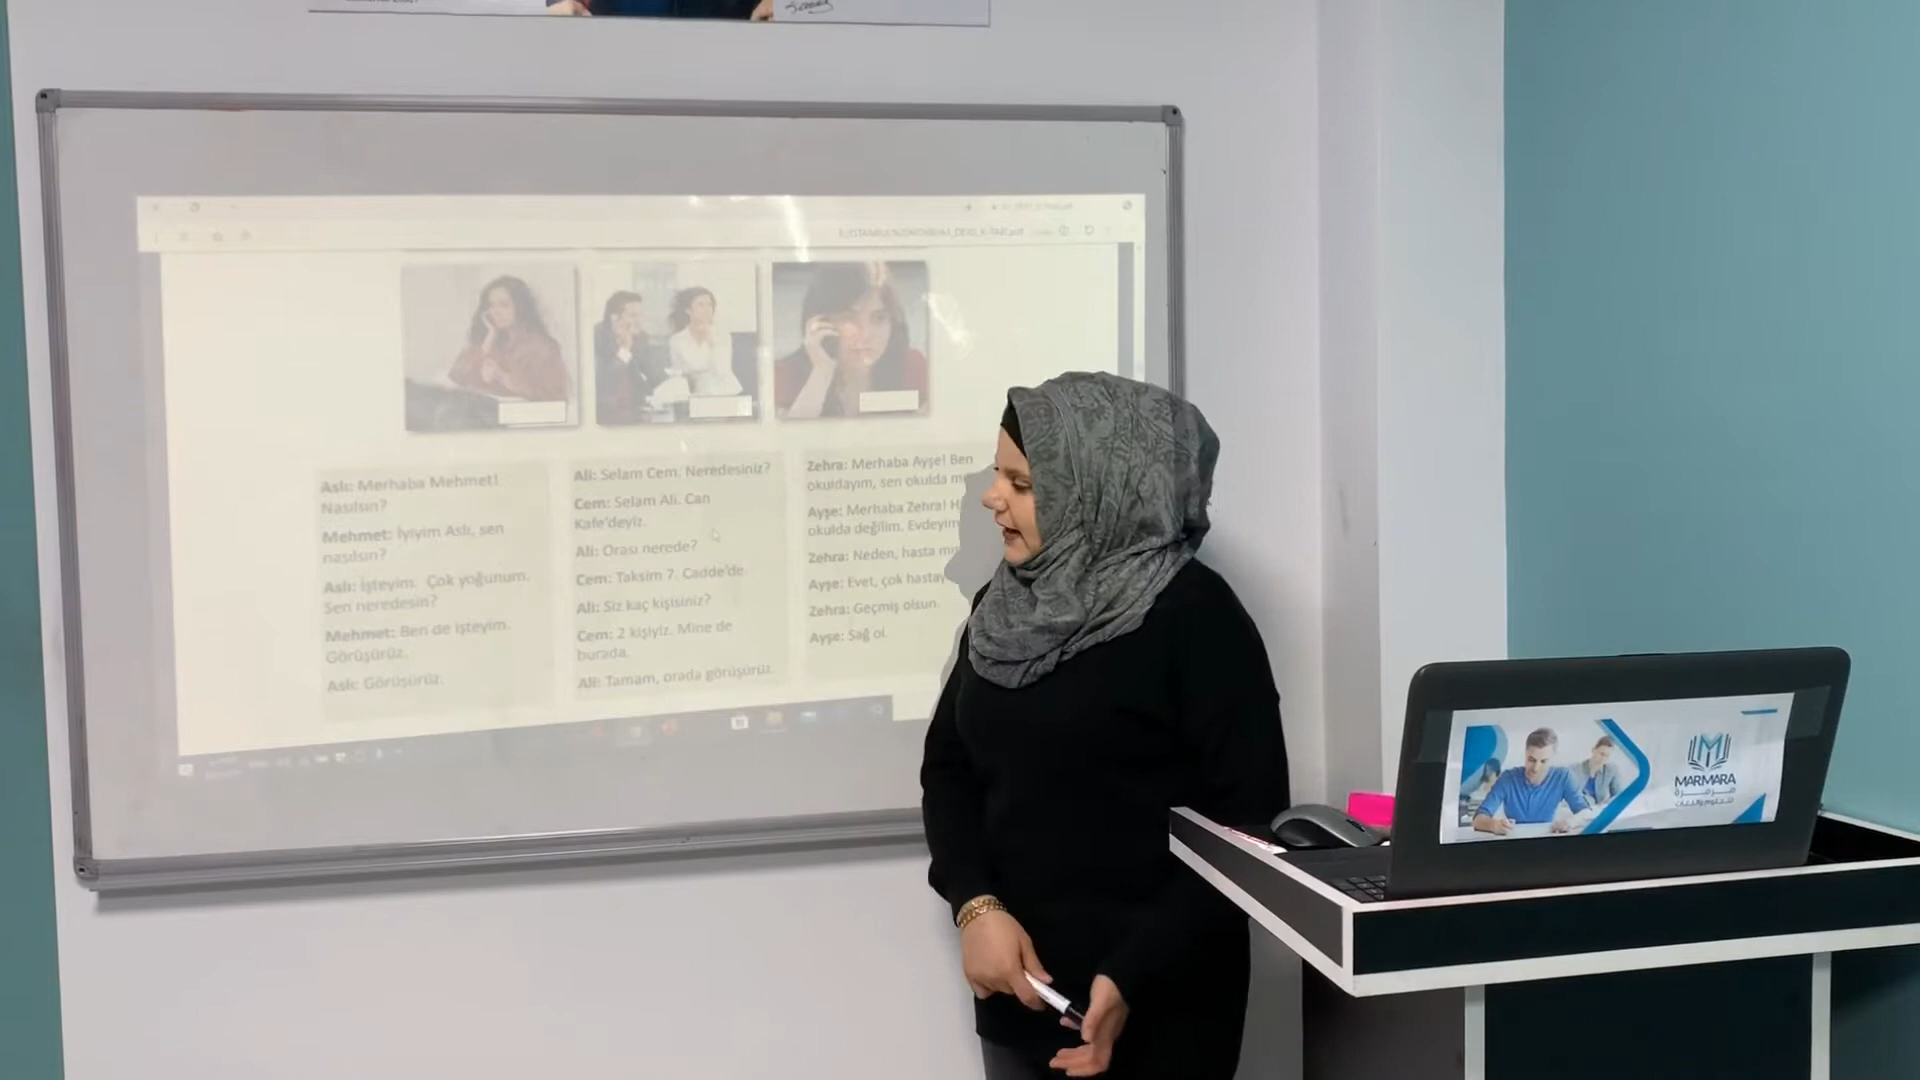 Aslı: Merhaba Mehmet!
Nasılsın?
Mehmet: İyiyim Aslı, sen
nasılsın?
Aslı: İşteyim. Çok yoğunum.
Sen neredesin?
Mehmet: Ben de işteyim.
Görüşürüz.
Aslı: Görüşürüz.
Ali: Selam Cem. Neredesiniz?
Cem: Selam Ali. Can
Kafe'deyiz.
Ali: Orası nerede?
Cem: Taksim 7. Cadde'de
Ali: Siz kaç kişisiniz?
Cem: 2 kişiyiz. Mine de
burada.
Ali: Tamam, orada görüşürüz.
Zehra: Merhaba Ayşe! Ben
okuldayım, sen okulda
Ayşe: Merhaba Zehra!
okulda değilim. Evdeyim
Zehra: Neden, hasta
Ayşe: Evet, çok
Zehra: Geçmiş olsun.
Ayşe: Sağ ol.
MARMARA
مرمرة
للعلوم واللغات